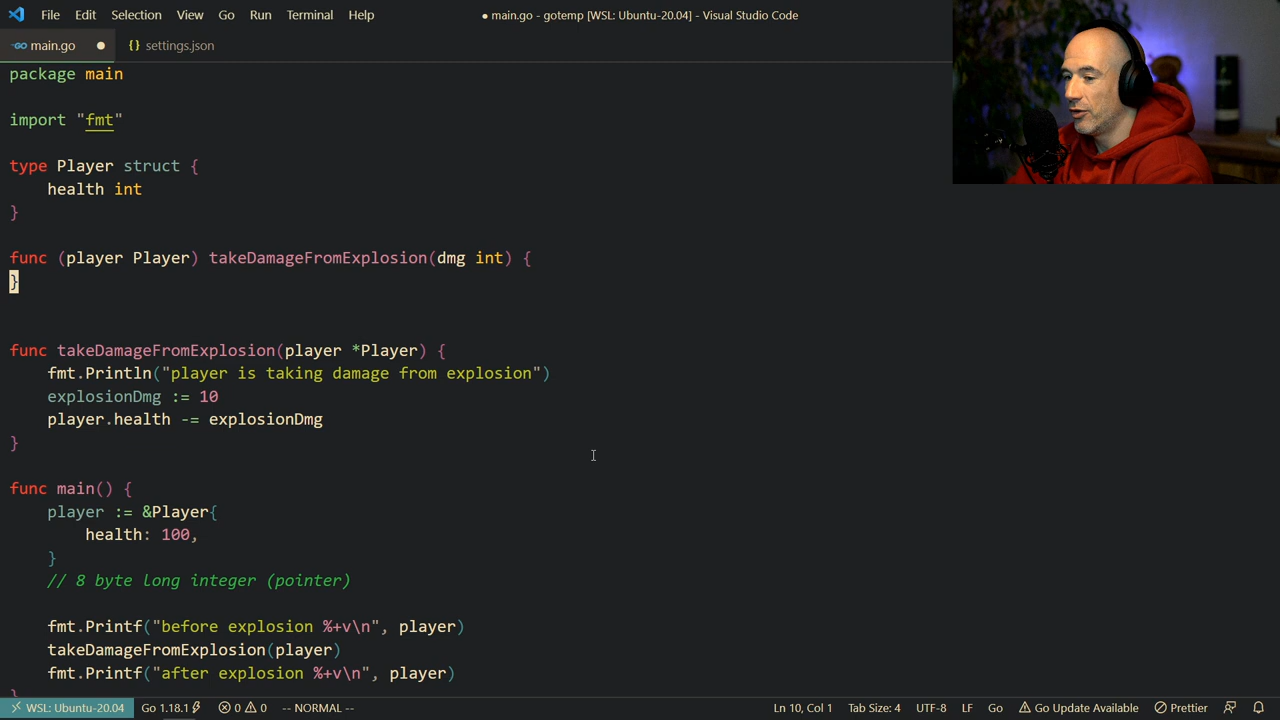 File Edit Selection View Go Run Terminal Help
● main.go - gotemp [WSL: Ubuntu-20.04] - Visual Studio Code
main.go ● {} settings.json
package main
import "fmt"
type Player struct {
health int
}
func (player Player) takeDamageFromExplosion(dmg int) {
}
func takeDamageFromExplosion(player *Player) {
fmt.Println("player is taking damage from explosion")
explosionDmg := 10
player.health -= explosionDmg
}
func main() {
player := &Player{
health: 100,
}
// 8 byte long integer (pointer)
fmt.Printf("before explosion %+v\n", player)
takeDamageFromExplosion(player)
fmt.Printf("after explosion %+v\n", player)
}
WSL: Ubuntu-20.04 Go 1.18.1 0 0 -- NORMAL -- Ln 10, Col 1 Tab Size: 4 UTF-8 LF Go Go Update Available Prettier